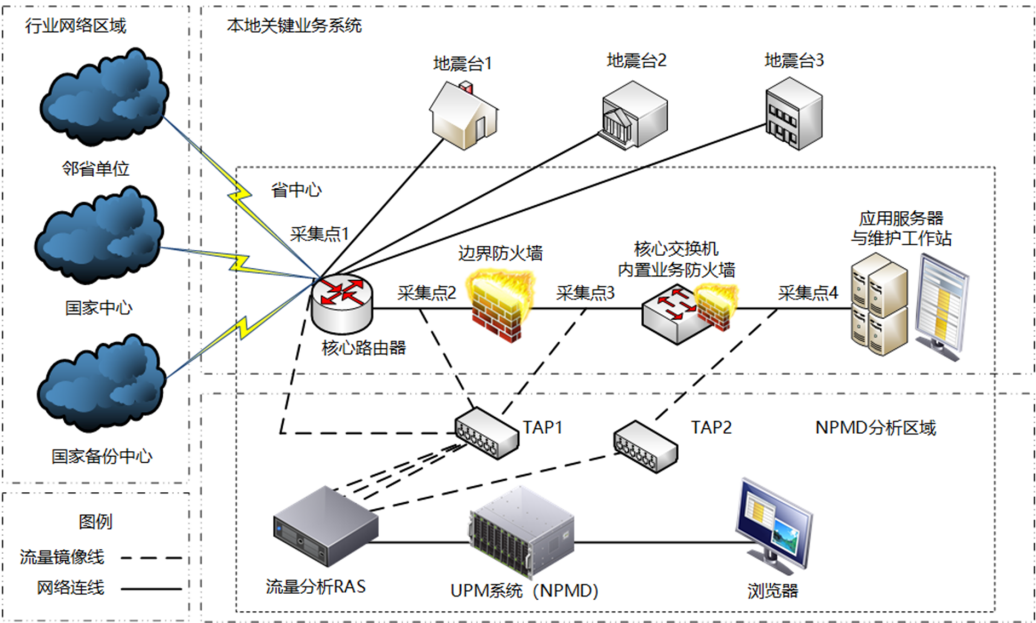 行业网络区域
本地关键业务系统
地震台1
地震台2
地震台3
邻省单位
省中心
采集点1
国家中心
边界防火墙
核心交换机
内置业务防火墙
应用服务器
与维护工作站
采集点2
采集点3
采集点4
核心路由器
国家备份中心
TAP1
TAP2
NPMD分析区域
图例
流量镜像线
网络连线
流量分析RAS
UPM系统（NPMD）
浏览器